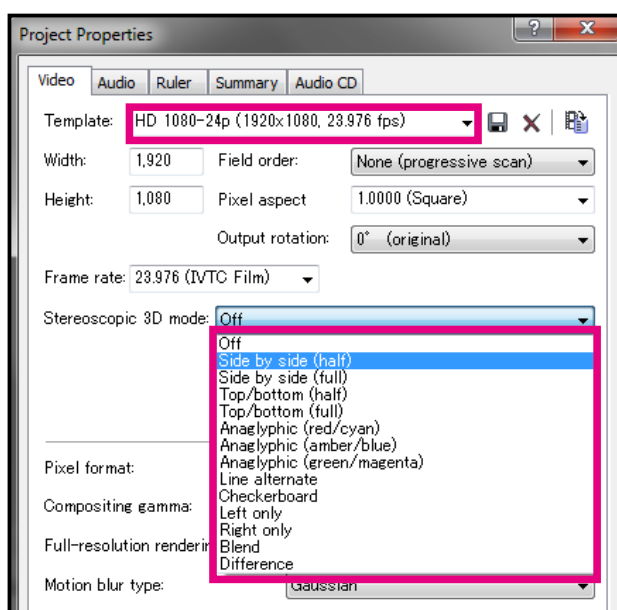 Project Properties
?
Video Audio Ruler Summary Audio CD
Template: HD 1080-24p (1920x1080, 23.976 fps)
Width: 1,920 Field order: None (progressive scan)
Height: 1,080 Pixel aspect 1.0000 (Square)
Output rotation: 0° (original)
Frame rate: 23.976 (IVTC Film)
Stereoscopic 3D mode: Off
Off
Side by side (half)
Side by side (full)
Top/bottom (half)
Top/bottom (full)
Anaglyphic (red/cyan)
Anaglyphic (amber/blue)
Pixel format: Anaglyphic (green/magenta)
Line alternate
Compositing gamma: Checkerboard
Left only
Right only
Full-resolution renderin Blend
Difference
Motion blur type: Gaussian